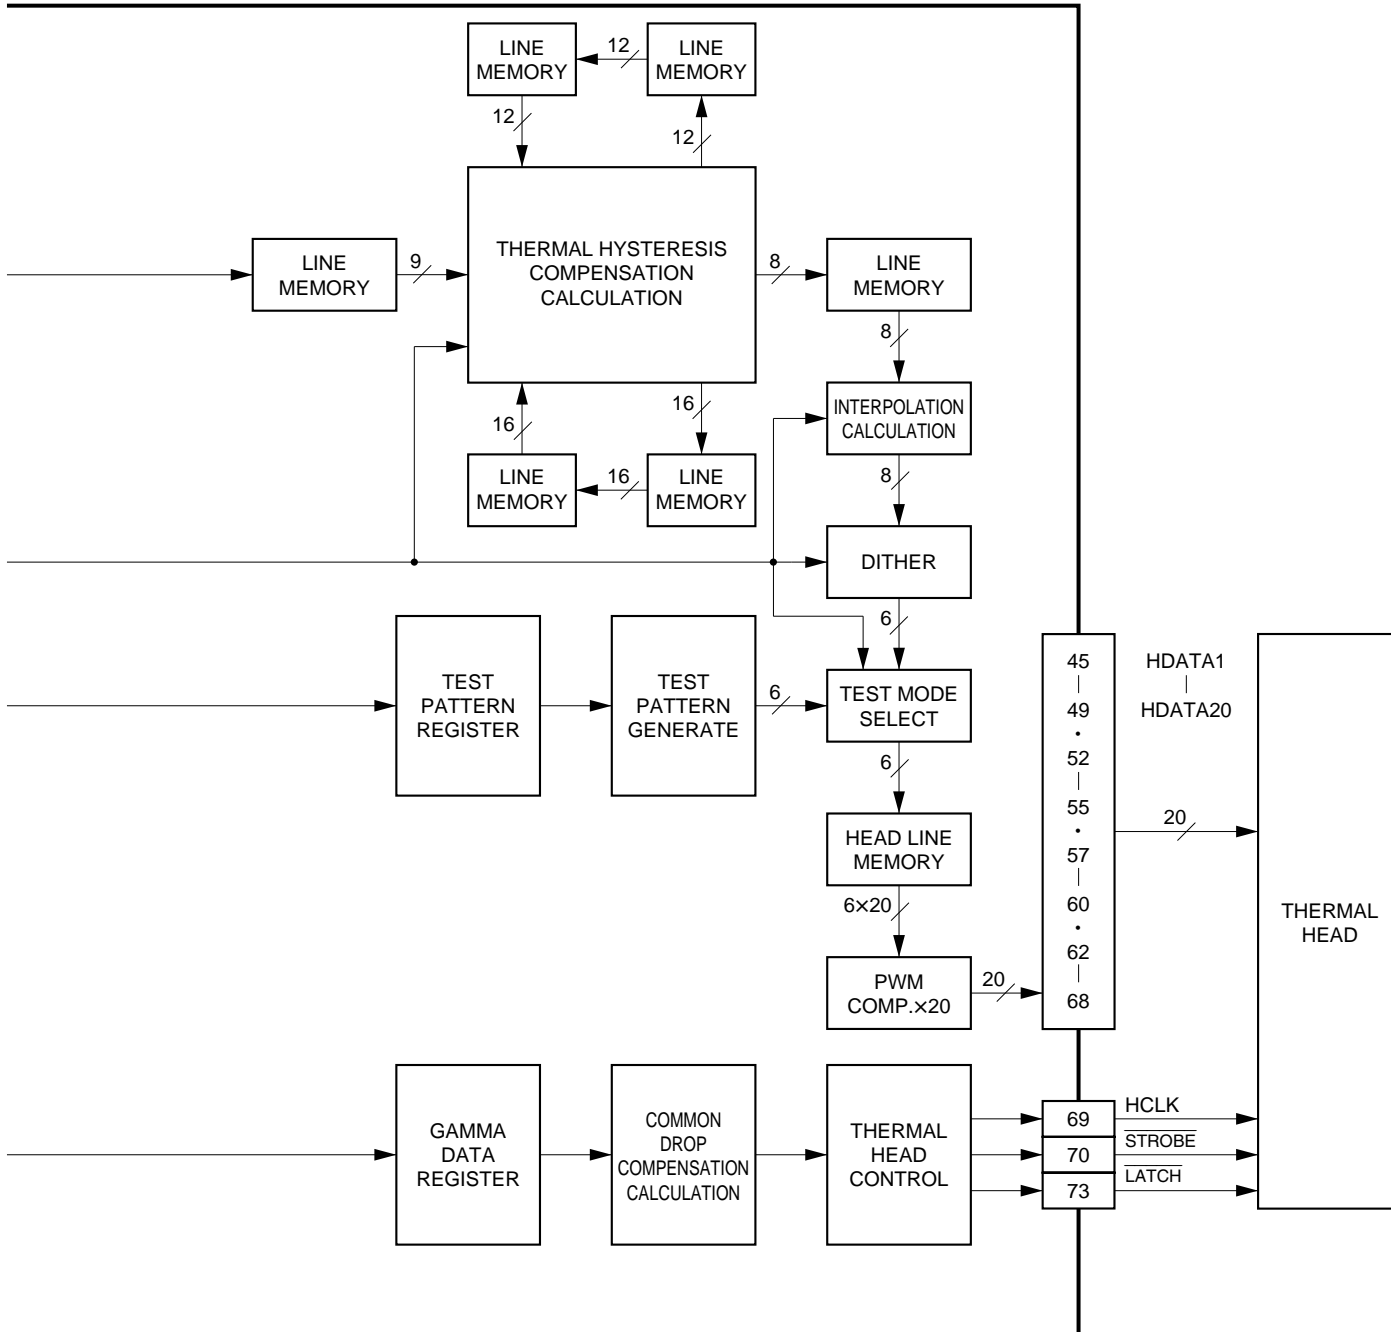 LINE
MEMORY
12
LINE
MEMORY
12
12
LINE
MEMORY
9
THERMAL HYSTERESIS
COMPENSATION
CALCULATION
8
LINE
MEMORY
8
16
16
INTERPOLATION
CALCULATION
LINE
MEMORY
16
LINE
MEMORY
8
DITHER
6
TEST
PATTERN
REGISTER
TEST
PATTERN
GENERATE
6
TEST MODE
SELECT
6
HEAD LINE
MEMORY
6×20
PWM
COMP.×20
20
45
49
52
55
57
60
62
68
HDATA1
HDATA20
20
THERMAL
HEAD
GAMMA
DATA
REGISTER
COMMON
DROP
COMPENSATION
CALCULATION
THERMAL
HEAD
CONTROL
69
HCLK
70
STROBE
73
LATCH